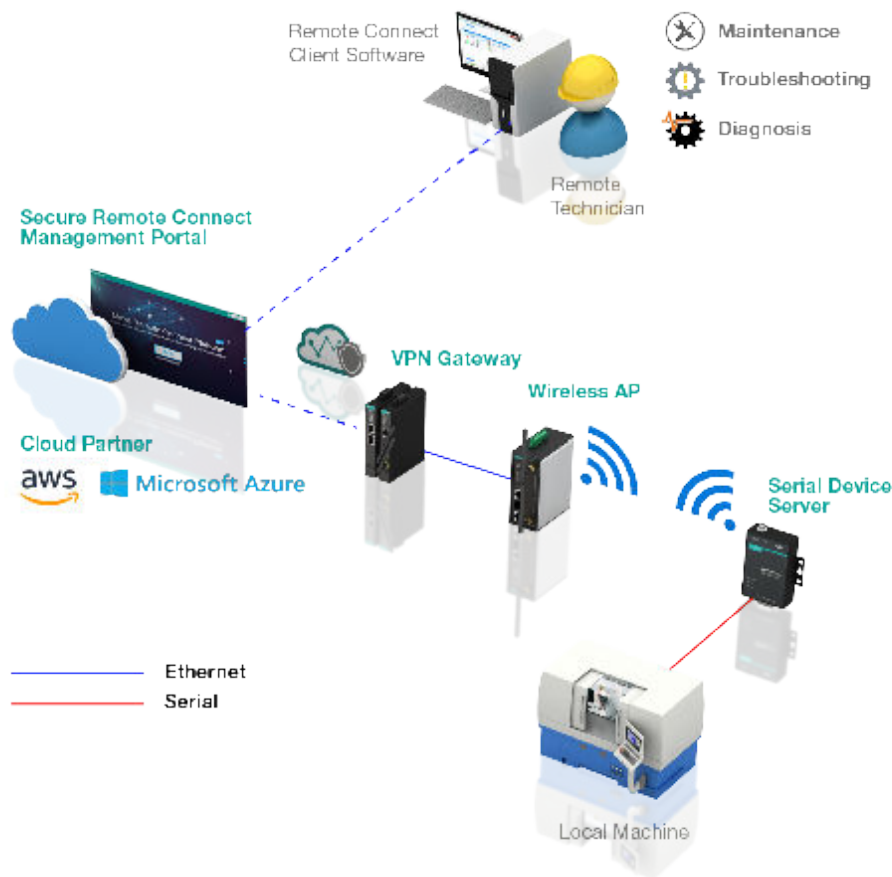 Remote Connect
Client Software
Maintenance
Troubleshooting
Diagnosis
Remote
Technician
Secure Remote Connect
Management Portal
VPN Gateway
Wireless AP
Cloud Partner
aws
Microsoft Azure
Serial Device
Server
Ethernet
Serial
Local Machine